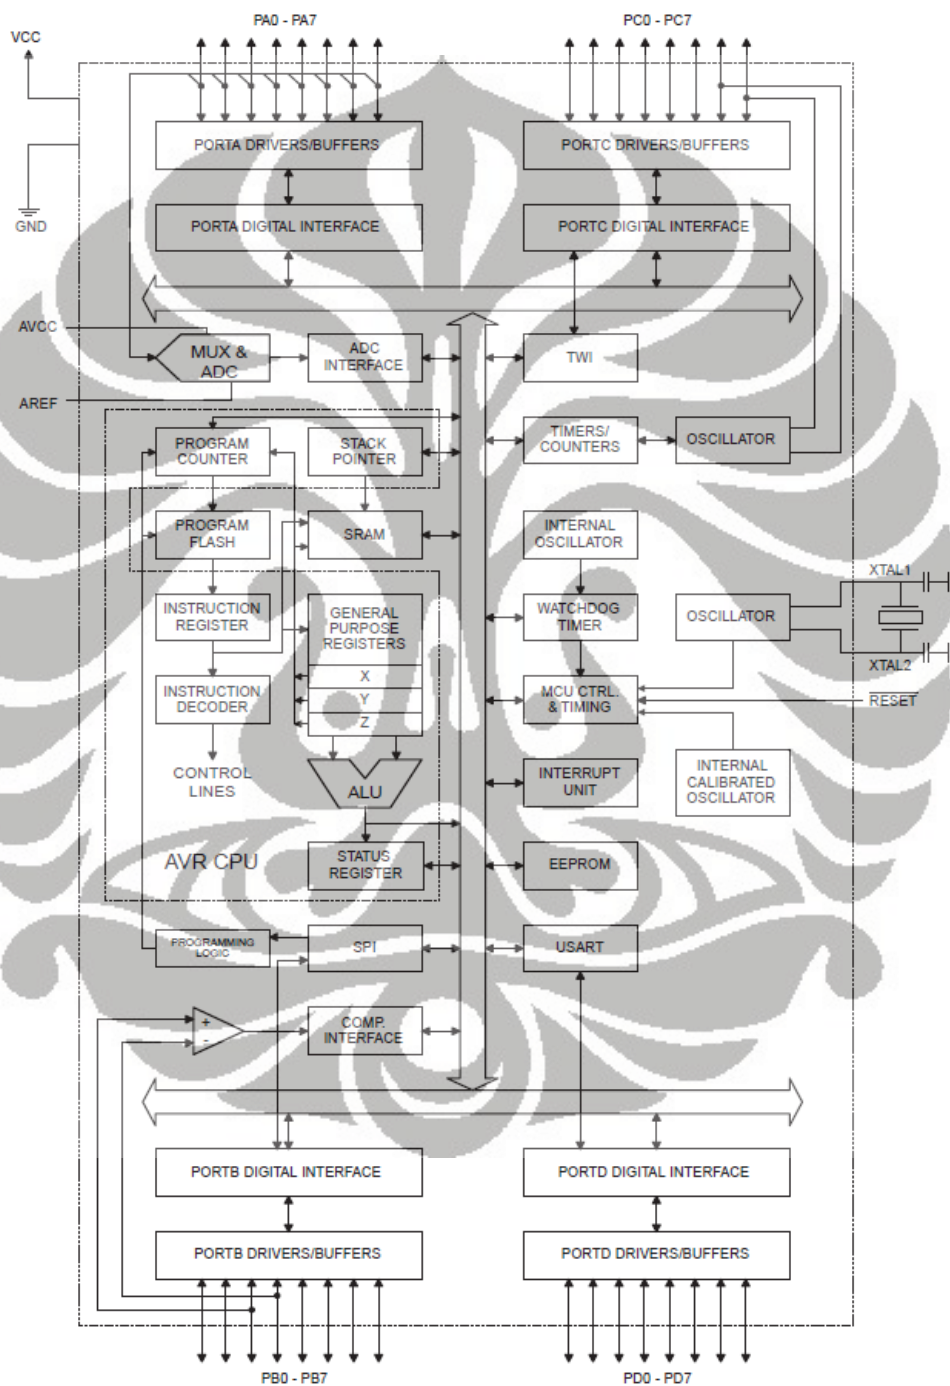 PA0 - PA7
PC0 - PC7
VCC
PORTA DRIVERS/BUFFERS
PORTC DRIVERS/BUFFERS
GND
PORTA DIGITAL INTERFACE
PORTC DIGITAL INTERFACE
AVCC
MUX &
ADC
ADC
INTERFACE
TWI
AREF
PROGRAM
COUNTER
STACK
POINTER
TIMERS/
COUNTERS
OSCILLATOR
PROGRAM
FLASH
SRAM
INTERNAL
OSCILLATOR
XTAL1
INSTRUCTION
REGISTER
GENERAL
PURPOSE
REGISTERS
WATCHDOG
TIMER
OSCILLATOR
XTAL2
X
INSTRUCTION
DECODER
Y
Z
MCU CTRL.
& TIMING
RESET
CONTROL
LINES
ALU
INTERRUPT
UNIT
INTERNAL
CALIBRATED
OSCILLATOR
AVR CPU
STATUS
REGISTER
EEPROM
PROGRAMMING
LOGIC
SPI
USART
+
-
COMP.
INTERFACE
PORTB DIGITAL INTERFACE
PORTD DIGITAL INTERFACE
PORTB DRIVERS/BUFFERS
PORTD DRIVERS/BUFFERS
PB0 - PB7
PD0 - PD7